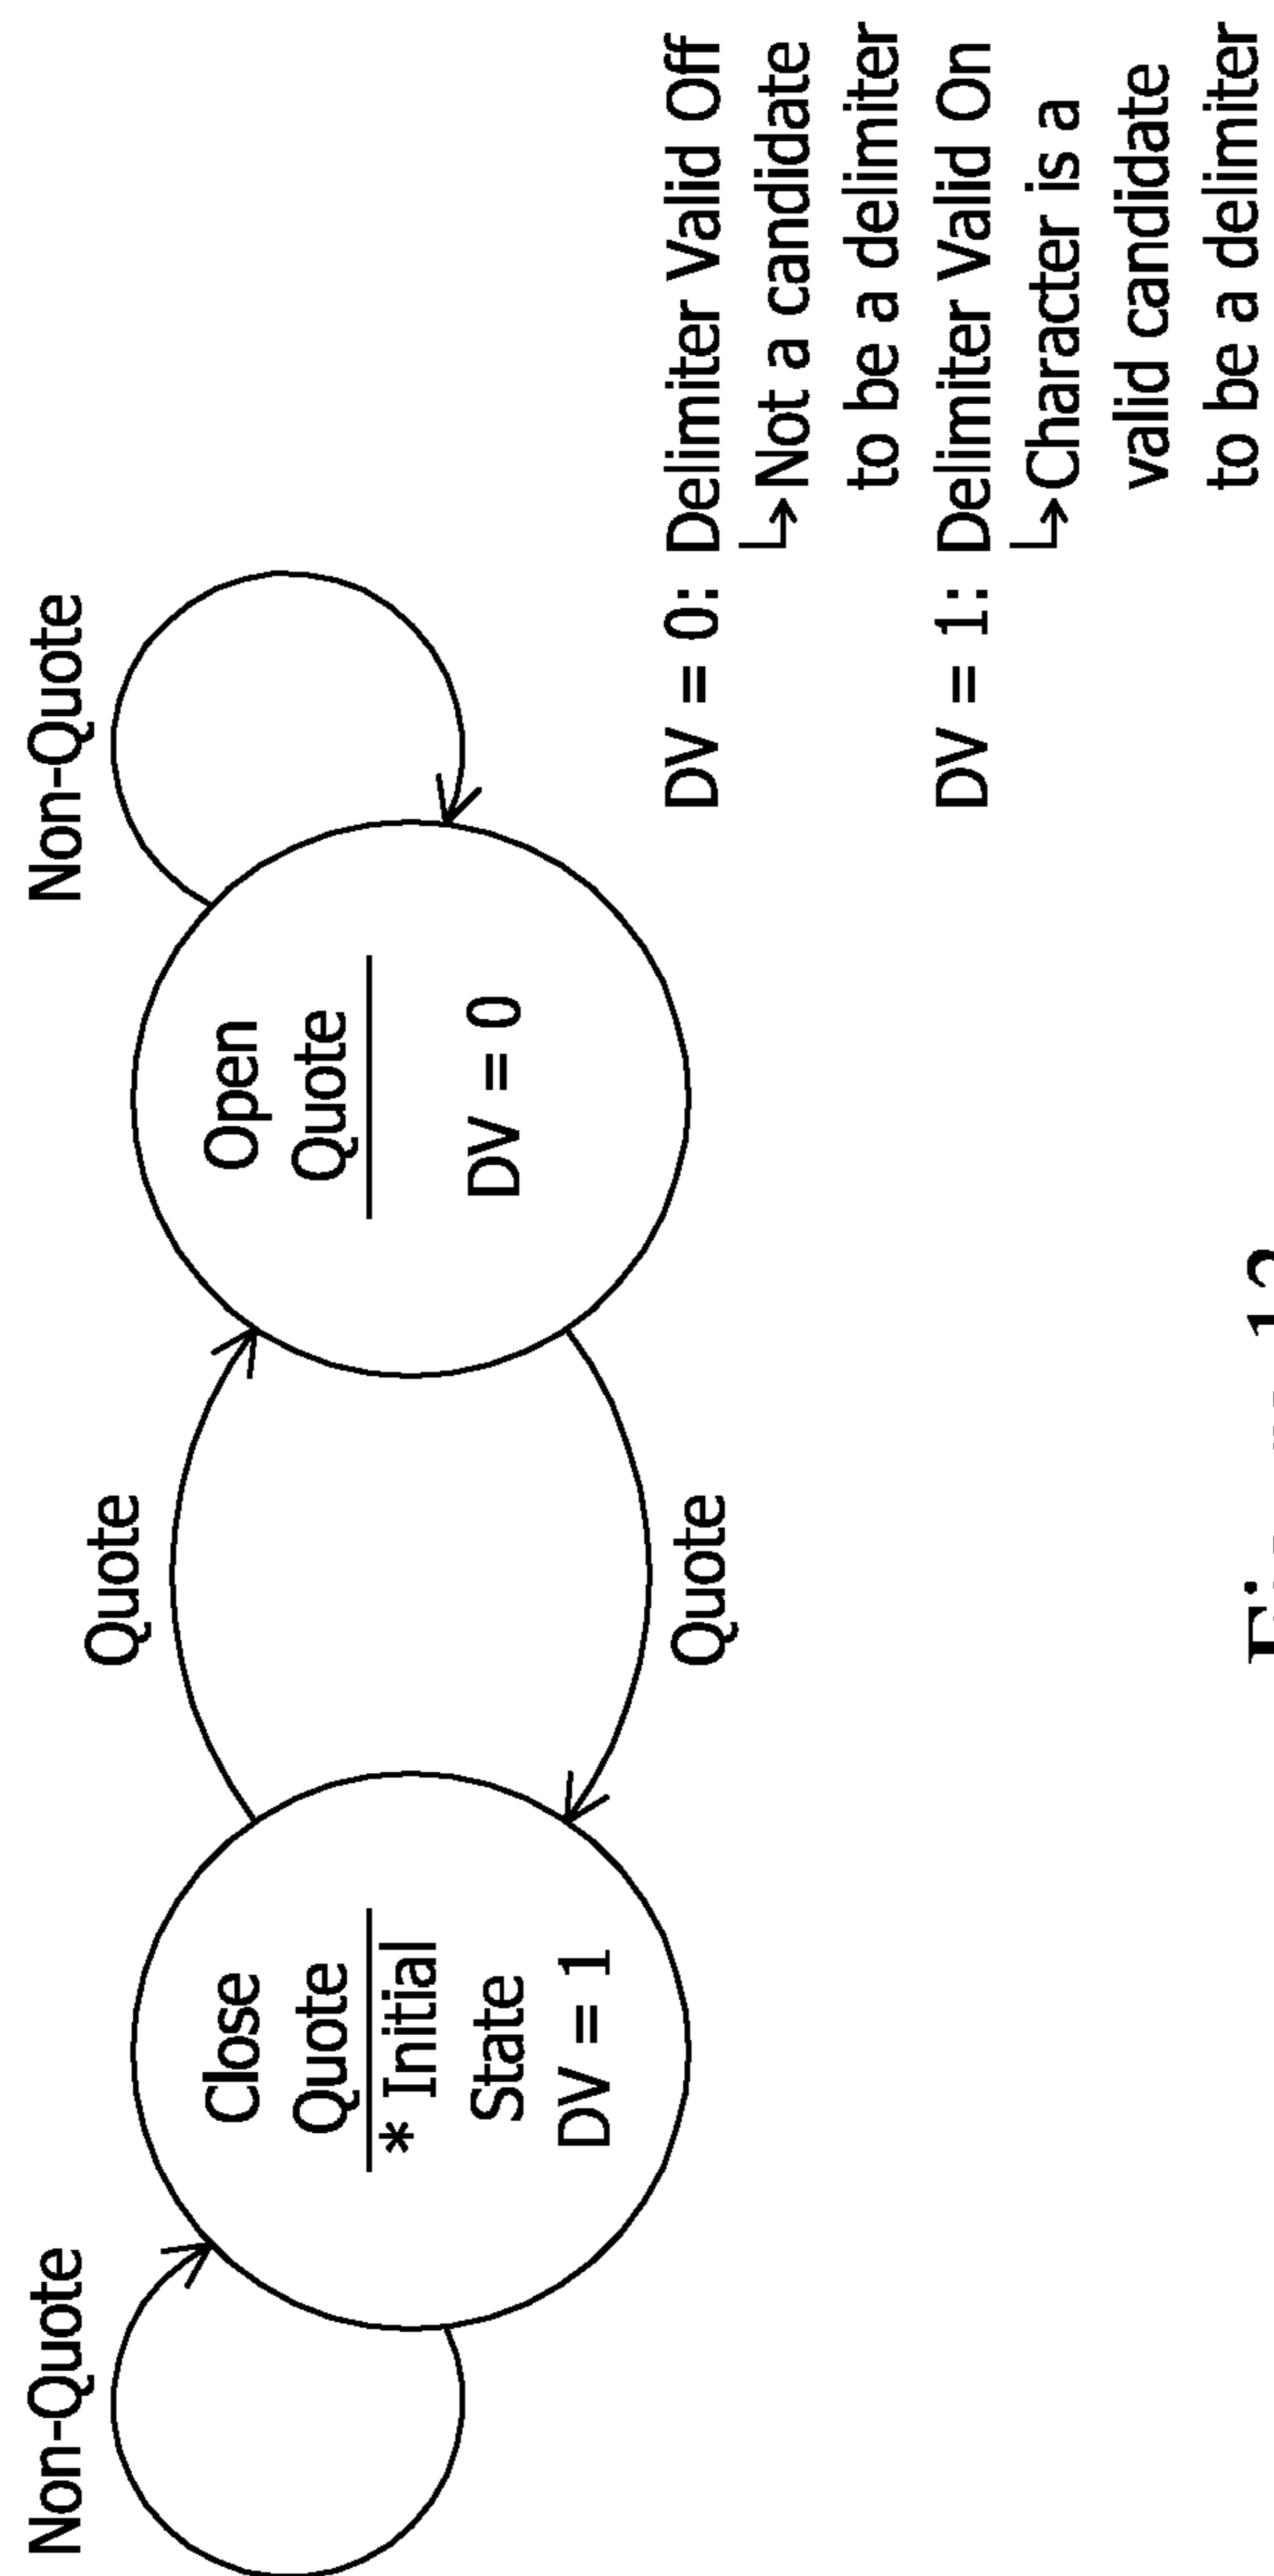 Non-Quote
Close
Quote
* Initial
State
DV = 1
Quote
Quote
Open
Quote
DV = 0
Non-Quote
DV = 0: Delimiter Valid Off
↳Not a candidate
to be a delimiter
DV = 1: Delimiter Valid On
↳Character is a
valid candidate
to be a delimiter